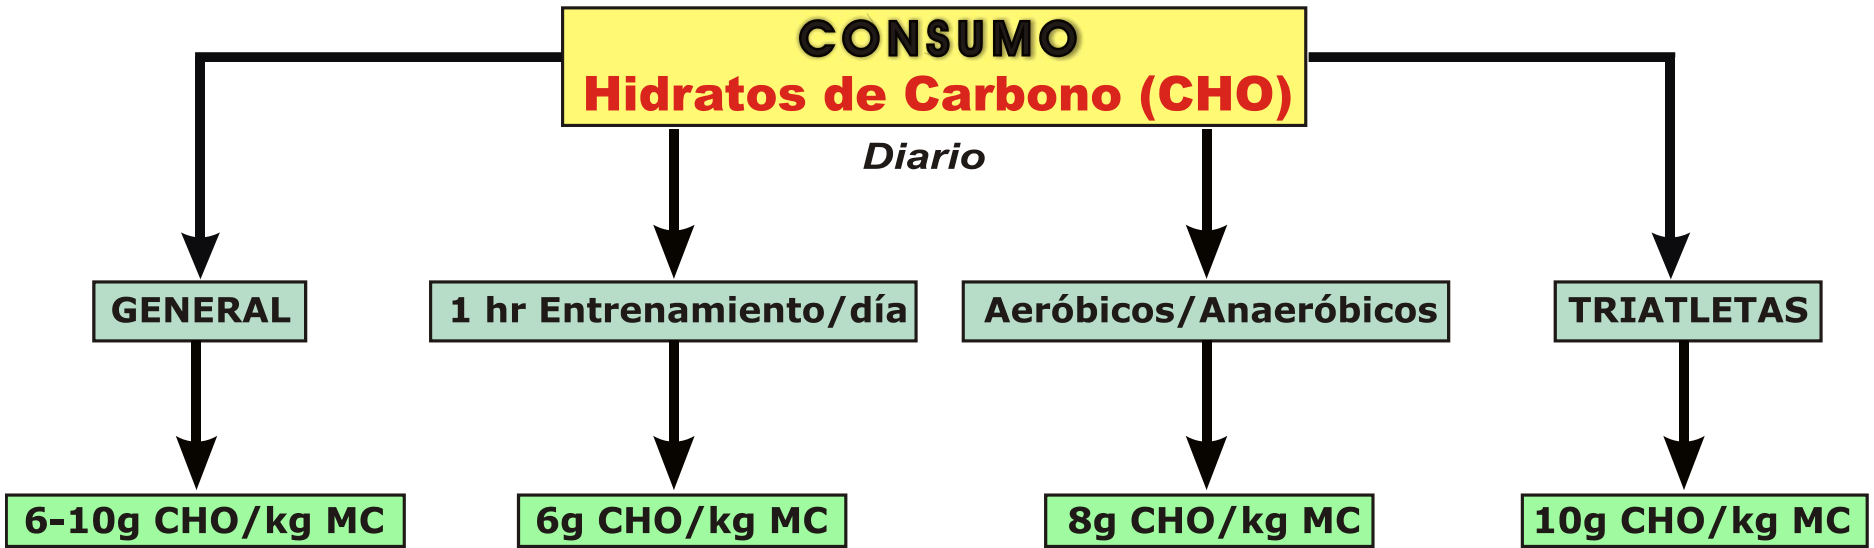 CONSUMO
Hidratos de Carbono (CHO)
Diario
GENERAL
1 hr Entrenamiento/día
Aeróbicos/Anaeróbicos
TRIATLETAS
6-10g CHO/kg MC
6g CHO/kg MC
8g CHO/kg MC
10g CHO/kg MC